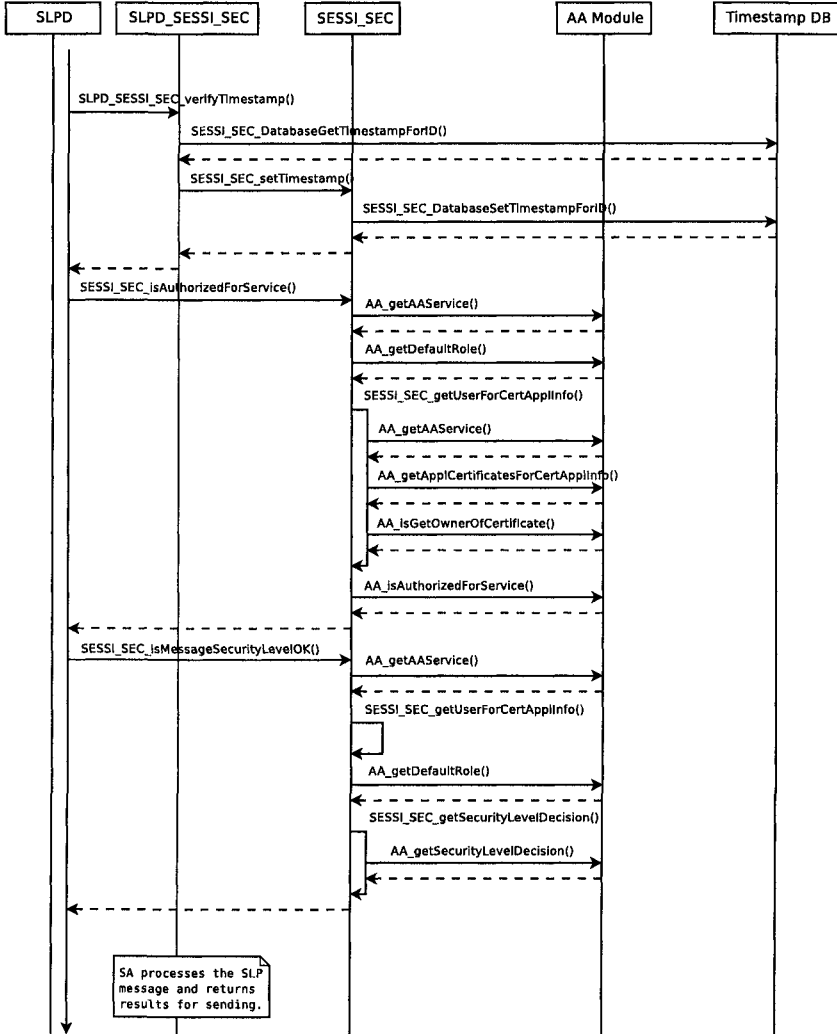 SLPD
SLPD_SESSI_SEC
SESSI_SEC
AA Module
Timestamp DB
SLPD_SESSI_SEC_verifyTimestamp()
SESSI_SEC_DatabaseGetTimestampForID()
SESSI_SEC_setTimestamp()
SESSI_SEC_DatabaseSetTimestampForID()
SESSI_SEC_isAuthorizedForService()
AA_getAAService()
AA_getDefaultRole()
SESSI_SEC_getUserForCertApplInfo()
AA_getAAService()
AA_getApplCertificatesForCertApplInfo()
AA_isGetOwnerOfCertificate()
AA_isAuthorizedForService()
SESSI_SEC_isMessageSecurityLevelOK()
AA_getAAService()
SESSI_SEC_getUserForCertApplInfo()
AA_getDefaultRole()
SESSI_SEC_getSecurityLevelDecision()
AA_getSecurityLevelDecision()
SA processes the SLP
message and returns
results for sending.